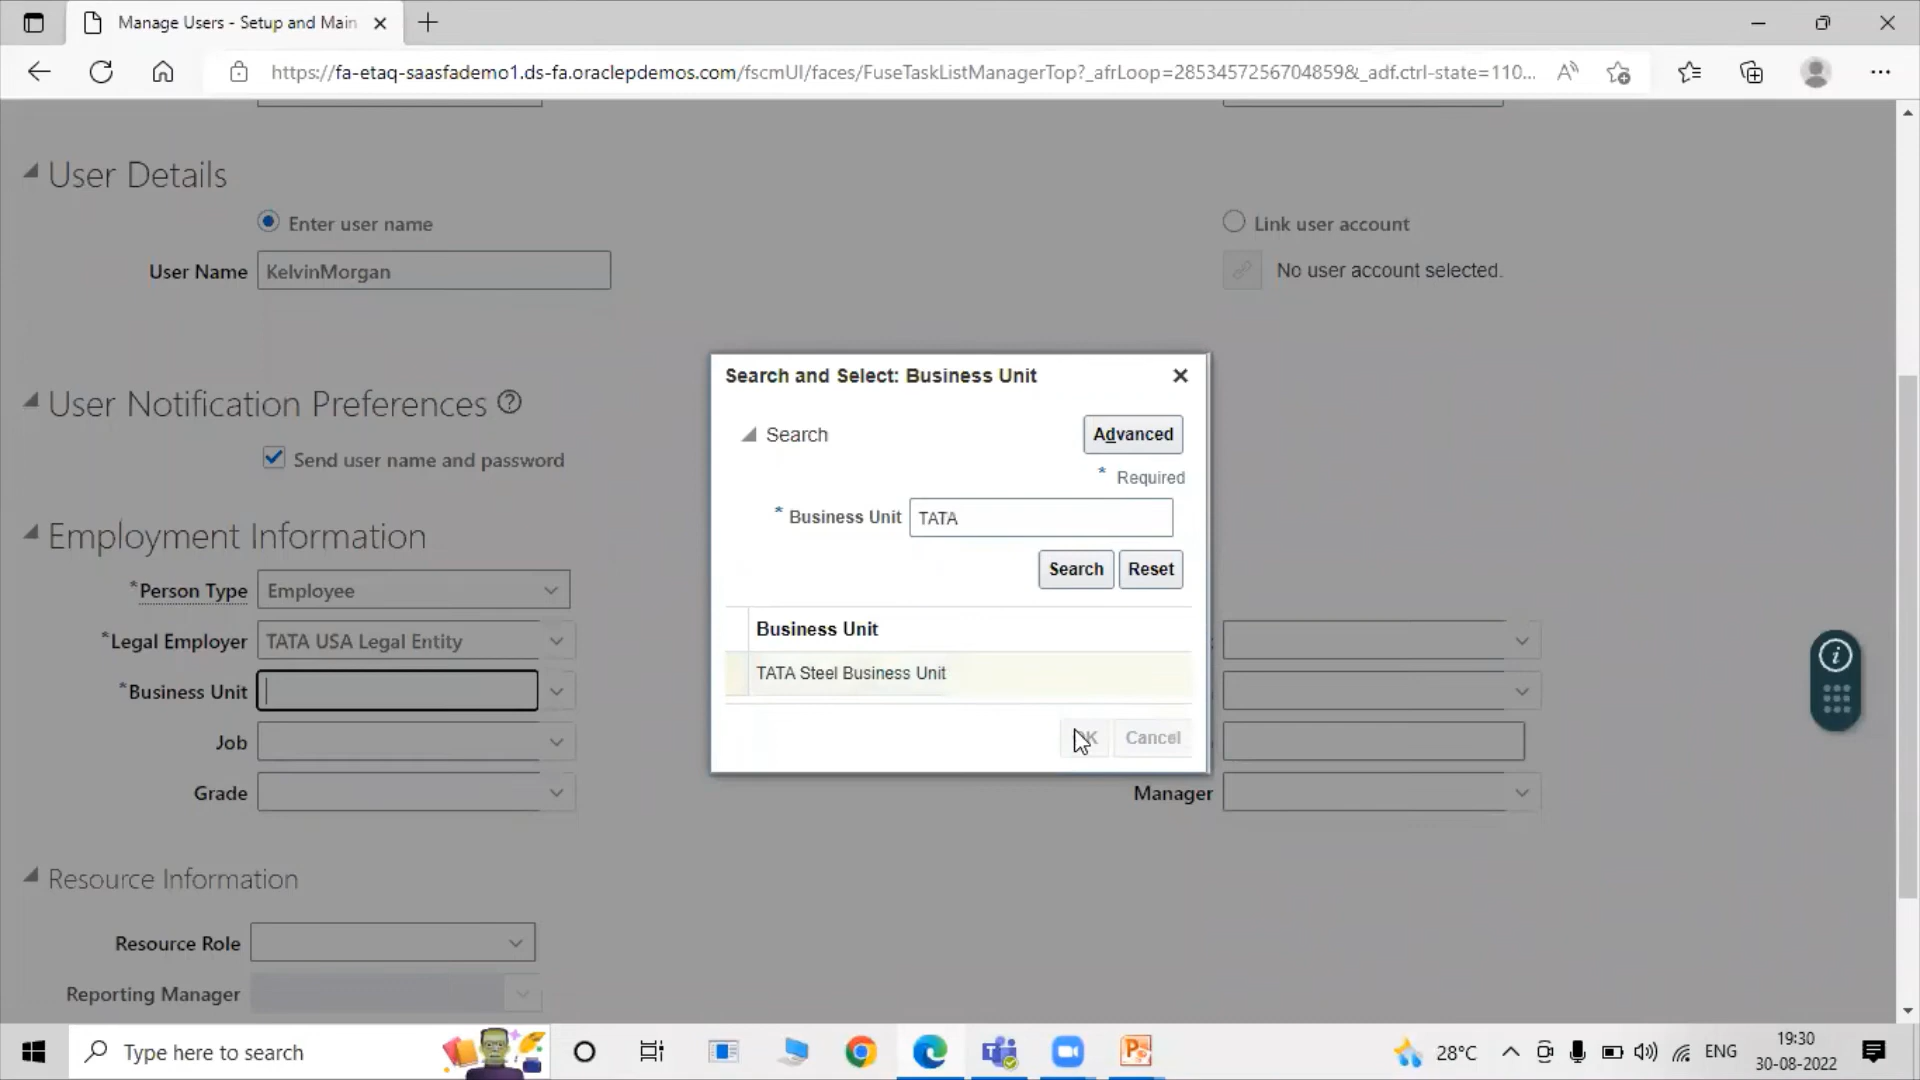 Manage Users - Setup and Main
https://fa-etaq-saasfademo1.ds-fa.oraclepdemos.com/fscmUI/faces/FuseTaskListManagerTop?_afrLoop=2853457256704859&_adf.ctrl-state=110...
User Details
Enter user name
Link user account
User Name KelvinMorgan
No user account selected.
User Notification Preferences
Send user name and password
Employment Information
*Person Type Employee
*Legal Employer TATA USA Legal Entity
*Business Unit
Job
Grade
Manager
Resource Information
Resource Role
Reporting Manager
Search and Select: Business Unit
Search
Advanced
* Required
* Business Unit TATA
Search Reset
Business Unit
TATA Steel Business Unit
Cancel
Type here to search
28°C
ENG
19:30
30-08-2022